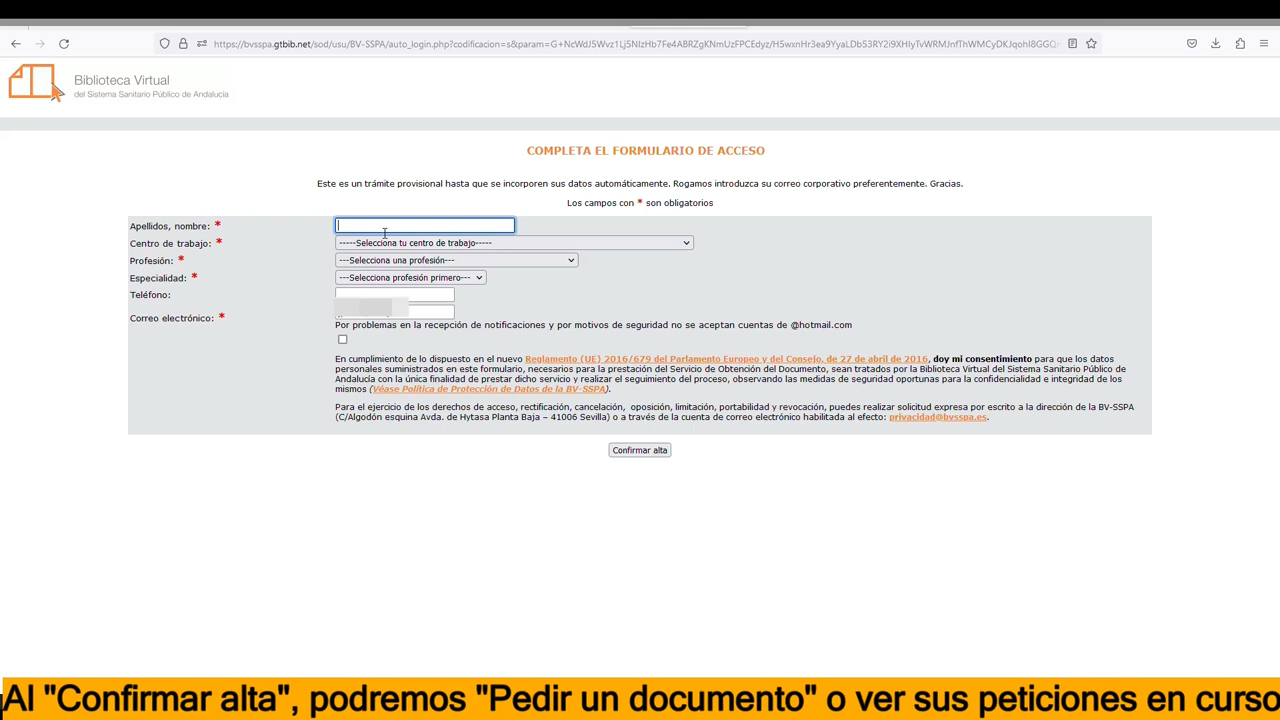 https://bvsspa.gtbib.net/sod/usu/BV-SSPA/auto_login.php?codificacion=s&param=
Biblioteca Virtual
del Sistema Sanitario Público de Andalucía
COMPLETA EL FORMULARIO DE ACCESO
Este es un trámite provisional hasta que se incorporen sus datos automáticamente. Rogamos introduzca su correo corporativo preferentemente. Gracias.
Los campos con * son obligatorios
Apellidos, nombre: *
Centro de trabajo: * -----Selecciona tu centro de trabajo-----
Profesión: * ---Selecciona una profesión---
Especialidad: * ---Selecciona profesión primero---
Teléfono:
Correo electrónico: *
Por problemas en la recepción de notificaciones y por motivos de seguridad no se aceptan cuentas de @hotmail.com
En cumplimiento de lo dispuesto en el nuevo Reglamento (UE) 2016/679 del Parlamento Europeo y del Consejo, de 27 de abril de 2016, doy mi consentimiento para que los datos
personales suministrados en este formulario, necesarios para la prestación del Servicio de Obtención del Documento, sean tratados por la Biblioteca Virtual del Sistema Sanitario Público de
Andalucía con la única finalidad de prestar dicho servicio y realizar el seguimiento del proceso, observando las medidas de seguridad oportunas para la confidencialidad e integridad de los
mismos (Véase Política de Protección de Datos de la BV-SSPA).
Para el ejercicio de los derechos de acceso, rectificación, cancelación, oposición, limitación, portabilidad y revocación, puedes realizar solicitud expresa por escrito a la dirección de la BV-SSPA
(C/Algodón esquina Avda. de Hytasa Planta Baja – 41006 Sevilla) o a través de la cuenta de correo electrónico habilitada al efecto: privacidad@bvsspa.es.
Confirmar alta
Al "Confirmar alta", podremos "Pedir un documento" o ver sus peticiones en curso